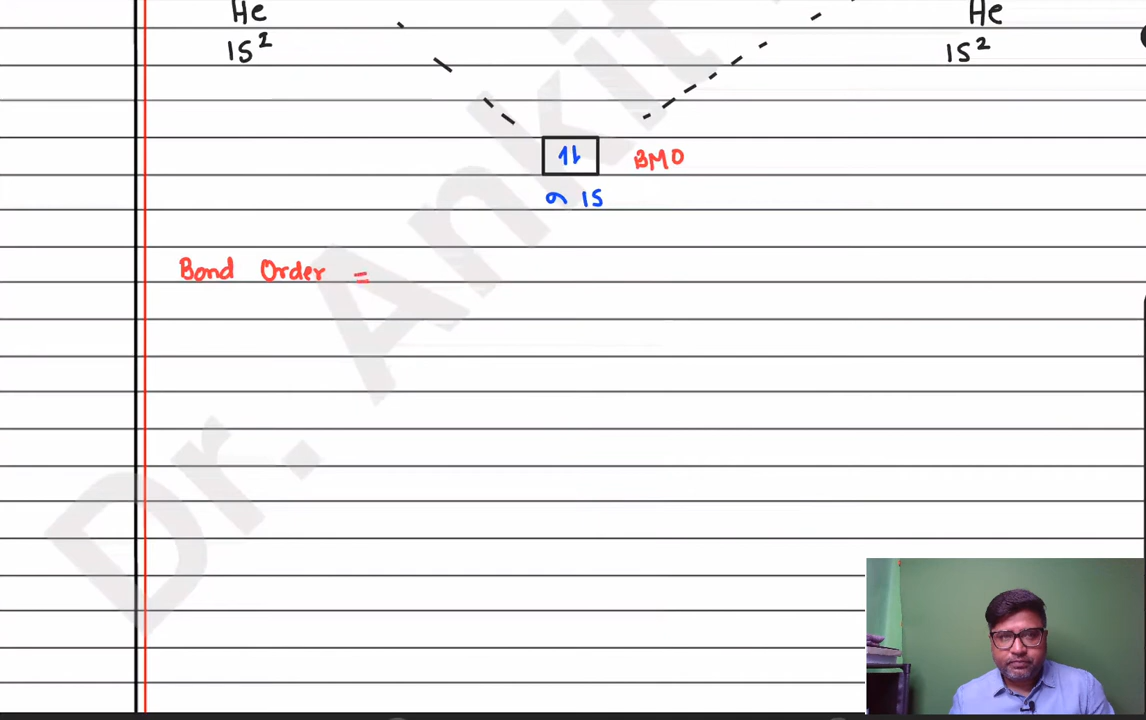 He He
1S² 1S²
1↓ BMO
σ 1S
Bond Order =
Dr. Ankit